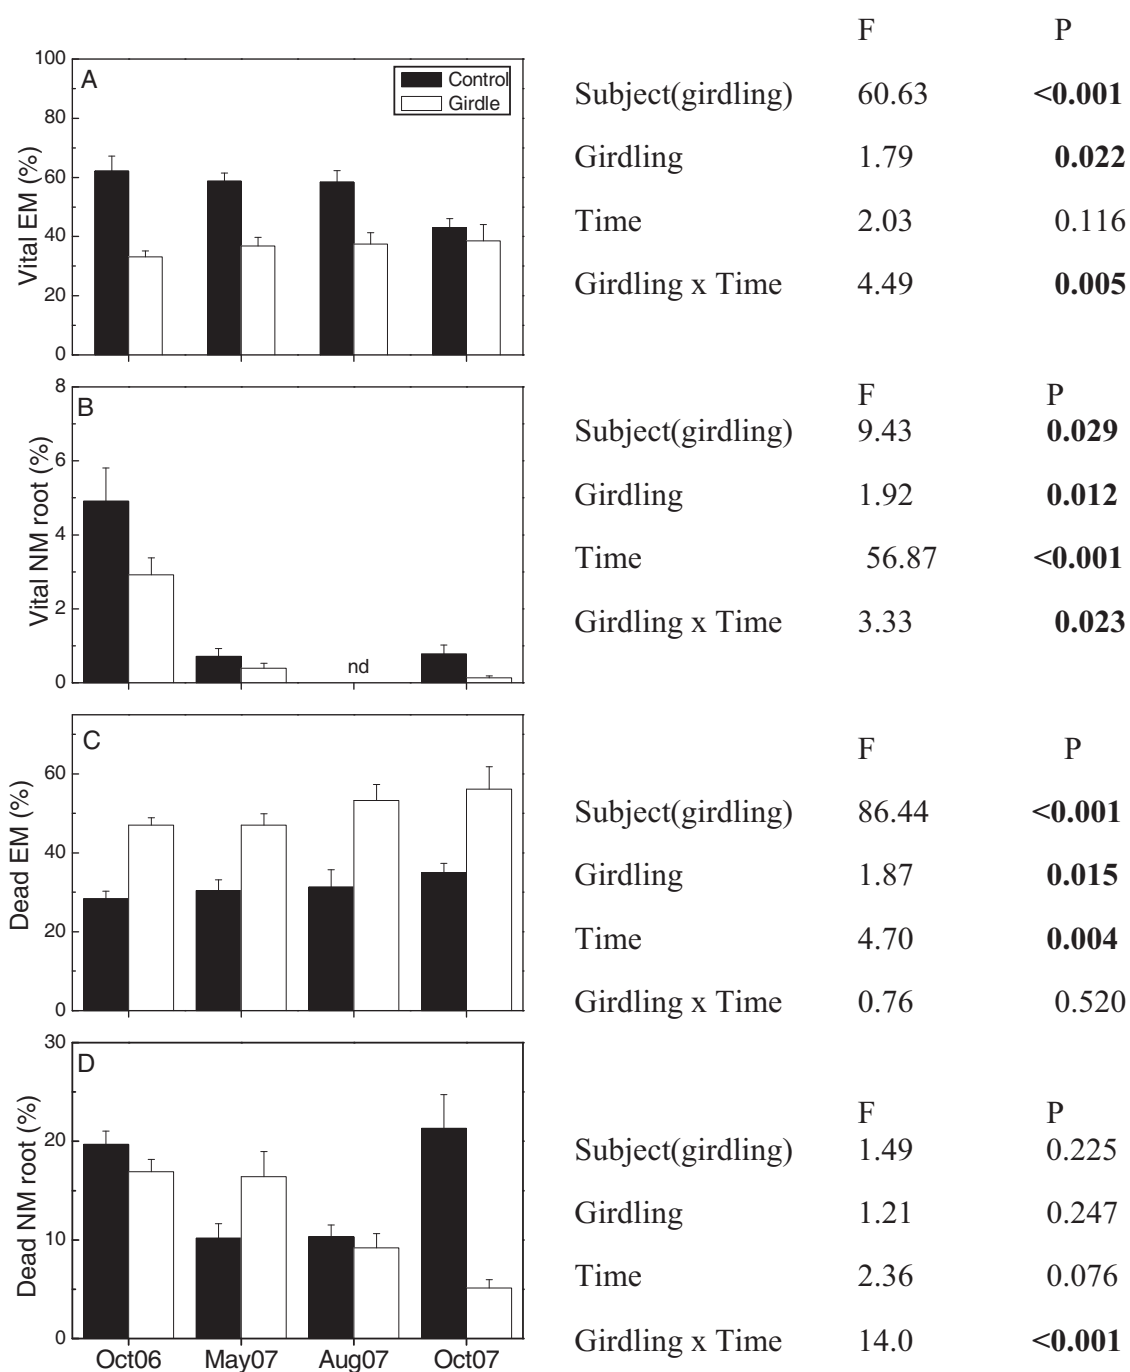 F P
100
A
Control
Girdle
80
60
40
20
0
Vital EM (%)
Subject(girdling) 60.63 <0.001
Girdling 1.79 0.022
Time 2.03 0.116
Girdling x Time 4.49 0.005
8
B
6
4
2
0
nd
Vital NM root (%)
F P
Subject(girdling) 9.43 0.029
Girdling 1.92 0.012
Time 56.87 <0.001
Girdling x Time 3.33 0.023
C
60
40
20
0
Dead EM (%)
F P
Subject(girdling) 86.44 <0.001
Girdling 1.87 0.015
Time 4.70 0.004
Girdling x Time 0.76 0.520
30
D
20
10
0
Dead NM root (%)
Oct06 May07 Aug07 Oct07
F P
Subject(girdling) 1.49 0.225
Girdling 1.21 0.247
Time 2.36 0.076
Girdling x Time 14.0 <0.001